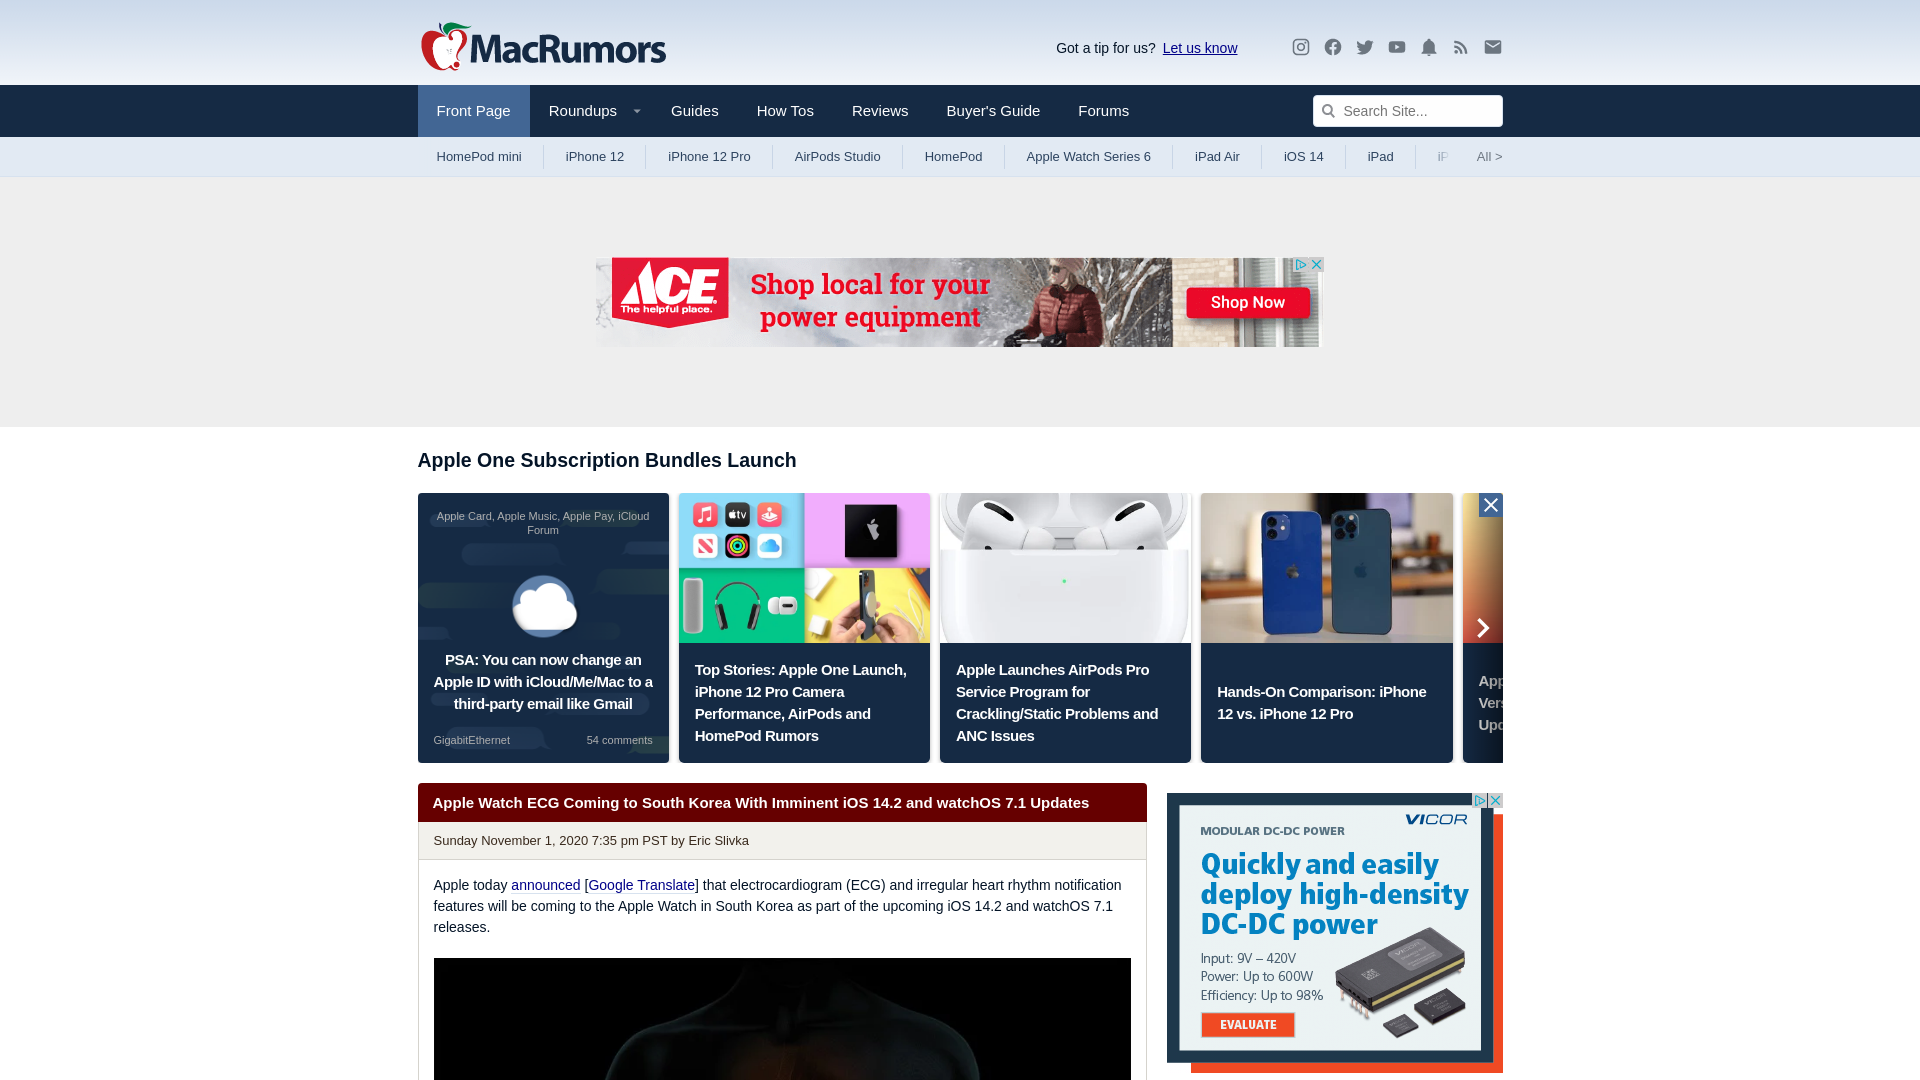 MacRumors
Got a tip for us? Let us know
Front Page
Roundups
Guides
How Tos
Reviews
Buyer's Guide
Forums
Search Site...
HomePod mini
iPhone 12
iPhone 12 Pro
AirPods Studio
HomePod
Apple Watch Series 6
iPad Air
iOS 14
iPad
iP
All >
ACE
The helpful place.
Shop local for your
power equipment
Shop Now
Apple One Subscription Bundles Launch
Apple Card, Apple Music, Apple Pay, iCloud
Forum
PSA: You can now change an
Apple ID with iCloud/Me/Mac to a
third-party email like Gmail
GigabitEthernet
54 comments
tv
Top Stories: Apple One Launch,
iPhone 12 Pro Camera
Performance, AirPods and
HomePod Rumors
Apple Launches AirPods Pro
Service Program for
Crackling/Static Problems and
ANC Issues
Hands-On Comparison: iPhone
12 vs. iPhone 12 Pro
App
Vers
Upd
Apple Watch ECG Coming to South Korea With Imminent iOS 14.2 and watchOS 7.1 Updates
Sunday November 1, 2020 7:35 pm PST by Eric Slivka
Apple today announced [Google Translate] that electrocardiogram (ECG) and irregular heart rhythm notification
features will be coming to the Apple Watch in South Korea as part of the upcoming iOS 14.2 and watchOS 7.1
releases.
VICOR
MODULAR DC-DC POWER
Quickly and easily
deploy high-density
DC-DC power
Input: 9V – 420V
Power: Up to 600W
Efficiency: Up to 98%
EVALUATE